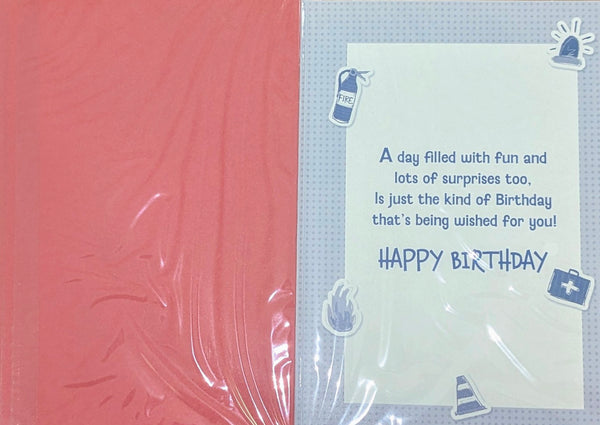 FIRE
A day filled with fun and
lots of surprises too,
Is just the kind of Birthday
that's being wished for you!
HAPPY BIRTHDAY